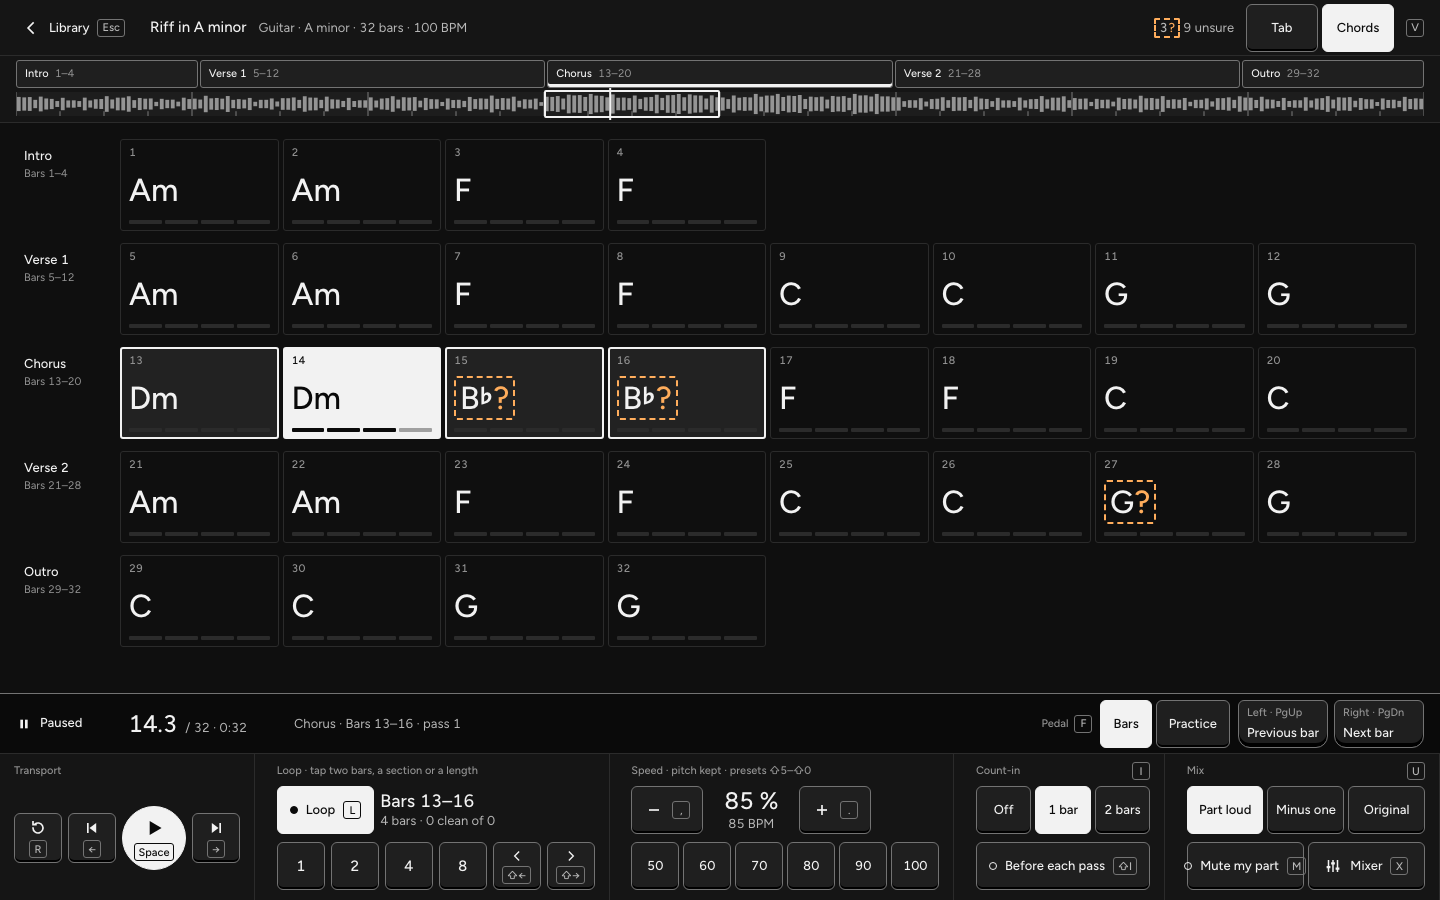 Library Esc Riff in A minor Guitar · A minor · 32 bars · 100 BPM 3? 9 unsure Tab Chords V
Intro 1–4 Verse 1 5–12 Chorus 13–20 Verse 2 21–28 Outro 29–32
Intro
Bars 1–4
1 2 3 4
Am Am F F
Verse 1
Bars 5–12
5 6 7 8 9 10 11 12
Am Am F F C C G G
Chorus
Bars 13–20
13 14 15 16 17 18 19 20
Dm Dm B♭? B♭? F F C C
Verse 2
Bars 21–28
21 22 23 24 25 26 27 28
Am Am F F C C G? G
Outro
Bars 29–32
29 30 31 32
C C G G
Paused 14.3 / 32 · 0:32 Chorus · Bars 13–16 · pass 1 Pedal F Bars Practice
Left · PgUp
Previous bar
Right · PgDn
Next bar
Transport
R ← Space →
Loop · tap two bars, a section or a length
Loop L
Bars 13–16
4 bars · 0 clean of 0
1 2 4 8 ⇧← ⇧→
Speed · pitch kept · presets ⇧5–⇧0
− , 85 % + .
85 BPM
50 60 70 80 90 100
Count-in I
Off 1 bar 2 bars
Before each pass ⇧I
Mix U
Part loud Minus one Original
Mute my part M Mixer X